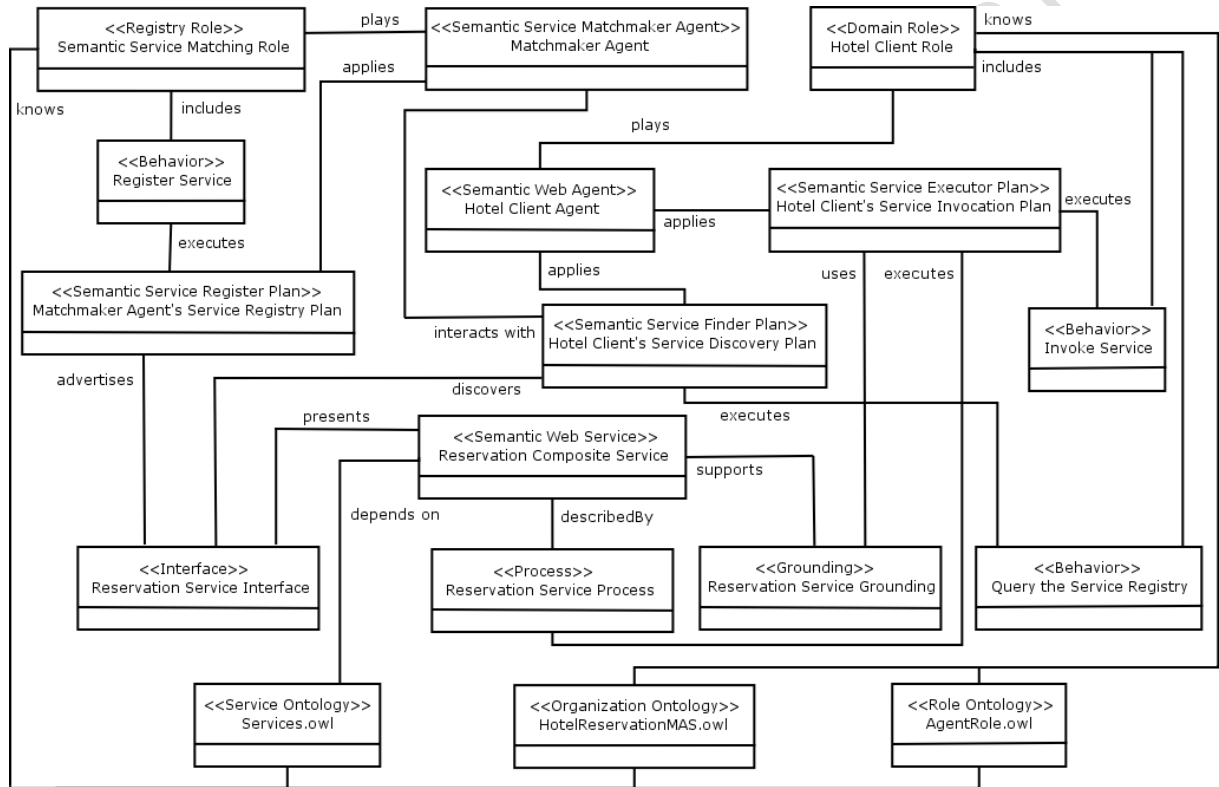 <<Registry Role>>
Semantic Service Matching Role
plays
<<Semantic Service Matchmaker Agent>>
Matchmaker Agent
<<Domain Role>>
Hotel Client Role
knows
includes
applies
knows
includes
plays
<<Behavior>>
Register Service
<<Semantic Web Agent>>
Hotel Client Agent
<<Semantic Service Executor Plan>>
Hotel Client's Service Invocation Plan
executes
applies
executes
applies
uses
executes
<<Semantic Service Register Plan>>
Matchmaker Agent's Service Registry Plan
interacts with
<<Semantic Service Finder Plan>>
Hotel Client's Service Discovery Plan
<<Behavior>>
Invoke Service
advertises
discovers
presents
executes
<<Semantic Web Service>>
Reservation Composite Service
supports
depends on
describedBy
<<Interface>>
Reservation Service Interface
<<Process>>
Reservation Service Process
<<Grounding>>
Reservation Service Grounding
<<Behavior>>
Query the Service Registry
<<Service Ontology>>
Services.owl
<<Organization Ontology>>
HotelReservationMAS.owl
<<Role Ontology>>
AgentRole.owl